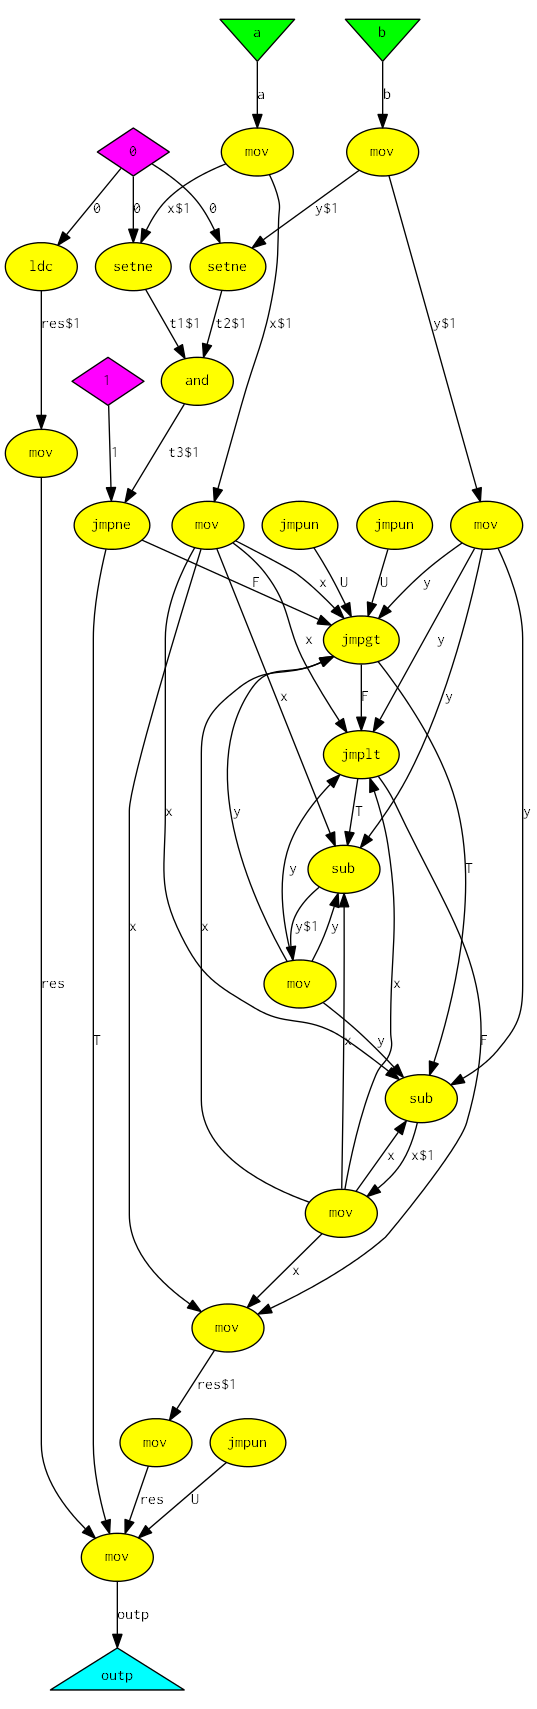 a b
a b
0 mov mov
0 0 x$1 0 y$1
ldc setne setne
res$1 t1$1 t2$1 x$1 y$1
1 and
mov 1 t3$1
jmpne mov jmpun jmpun mov
F x U U y
jmpgt
x y
x F y
jmplt
x T y y
x y sub T
x x y y$1 y
res mov x
T x y F
sub
x x$1
mov
x
mov
res$1
mov jmpun
res U
mov
outp
outp